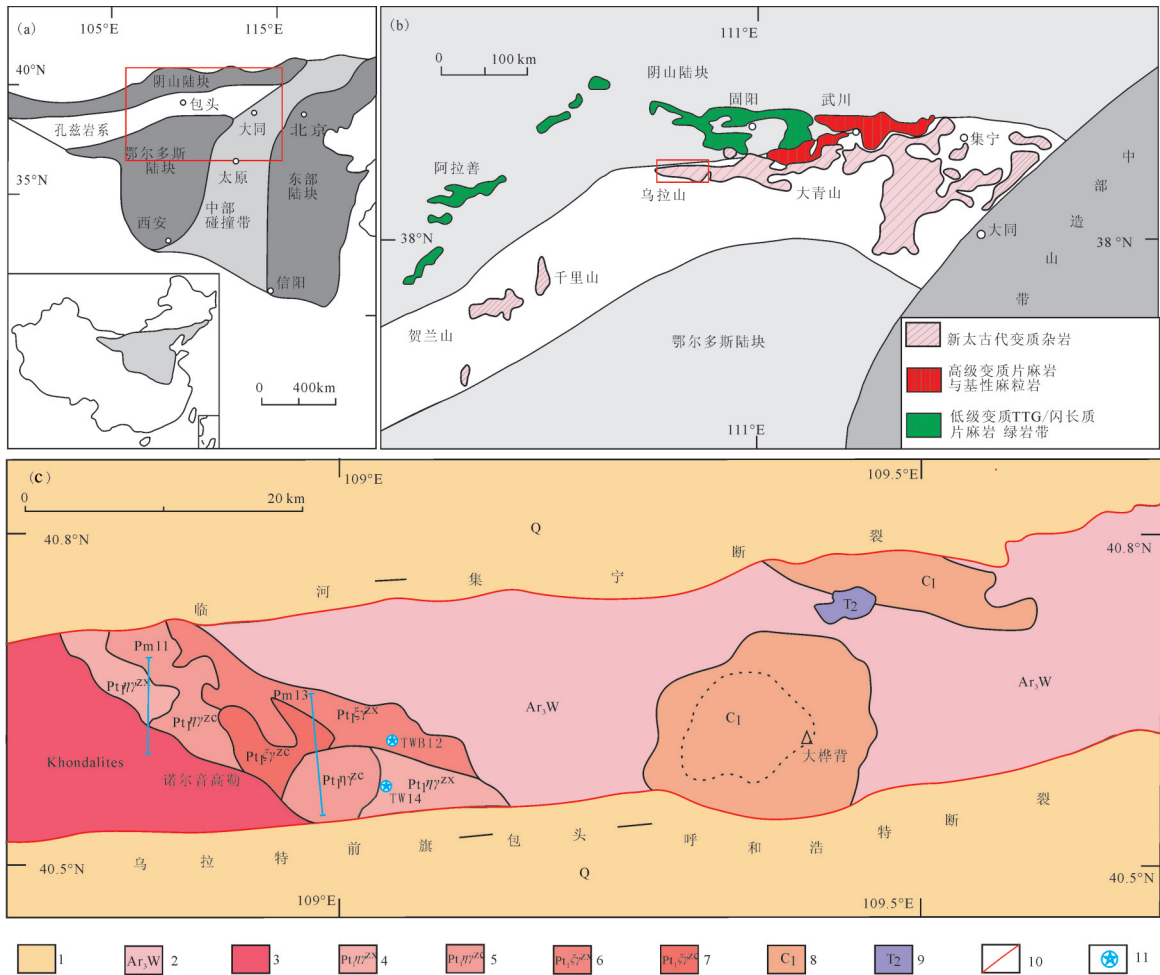 (a)
105°E
115°E
40°N
阴山陆块
包头
孔兹岩系
大同
北京
鄂尔多斯
陆块
35°N
太原
东部
陆块
中部
碰撞带
西安
信阳
0 400km
(b)
111°E
0 100 km
阴山陆块
固阳
武川
集宁
阿拉善
乌拉山
大青山
中部造山带
38°N
大同
38°N
千里山
贺兰山
鄂尔多斯陆块
111°E
新太古代变质杂岩
高级变质片麻岩
与基性麻粒岩
低级变质TTG/闪长质
片麻岩 绿岩带
(c)
109°E
109.5°E
0 20 km
40.8°N
Q
40.8°N
临河—集宁断裂
C₁
T₂
Pm11
Pt₁ηγᶻˣ
Pm13
Pt₁ξγᶻˣ
Ar₃W
Ar₃W
Pt₁ηγᶻᶜ
C₁
TWB12
大桦背
Khondalites
Pt₁ξγᶻᶜ
诺尔音高勒
Pt₁ηγᶻᶜ
Pt₁ηγᶻˣ
TW14
乌拉特前旗—包头—呼和浩特断裂
40.5°N
Q
40.5°N
109°E
109.5°E
1
Ar₃W 2
3
Pt₁ηγᶻˣ 4
Pt₁ηγᶻᶜ 5
Pt₁ξγᶻˣ 6
Pt₁ξγᶻᶜ 7
C₁ 8
T₂ 9
10
11